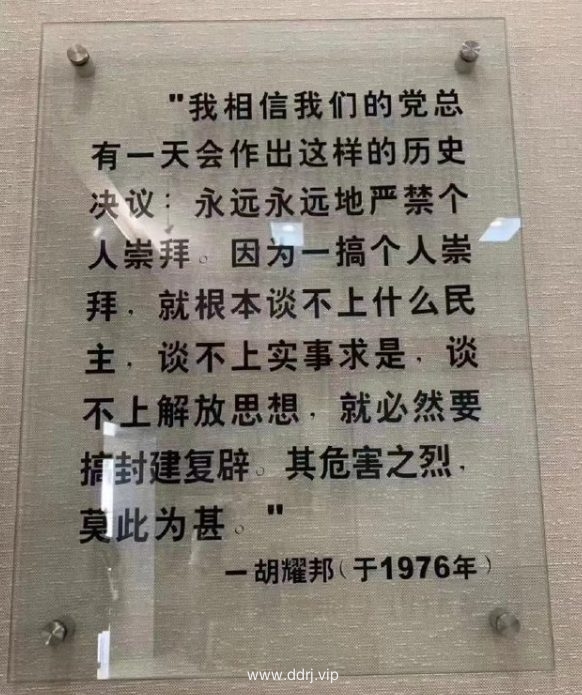 "我相信我们的党总
有一天会作出这样的历史
决议：永远永远地严禁个
人崇拜。因为一搞个人崇
拜，就根本谈不上什么民
主，谈不上实事求是，谈
不上解放思想，就必然要
搞封建复辟。其危害之烈，
莫此为甚。"
—胡耀邦（于1976年）
www.ddrj.vip